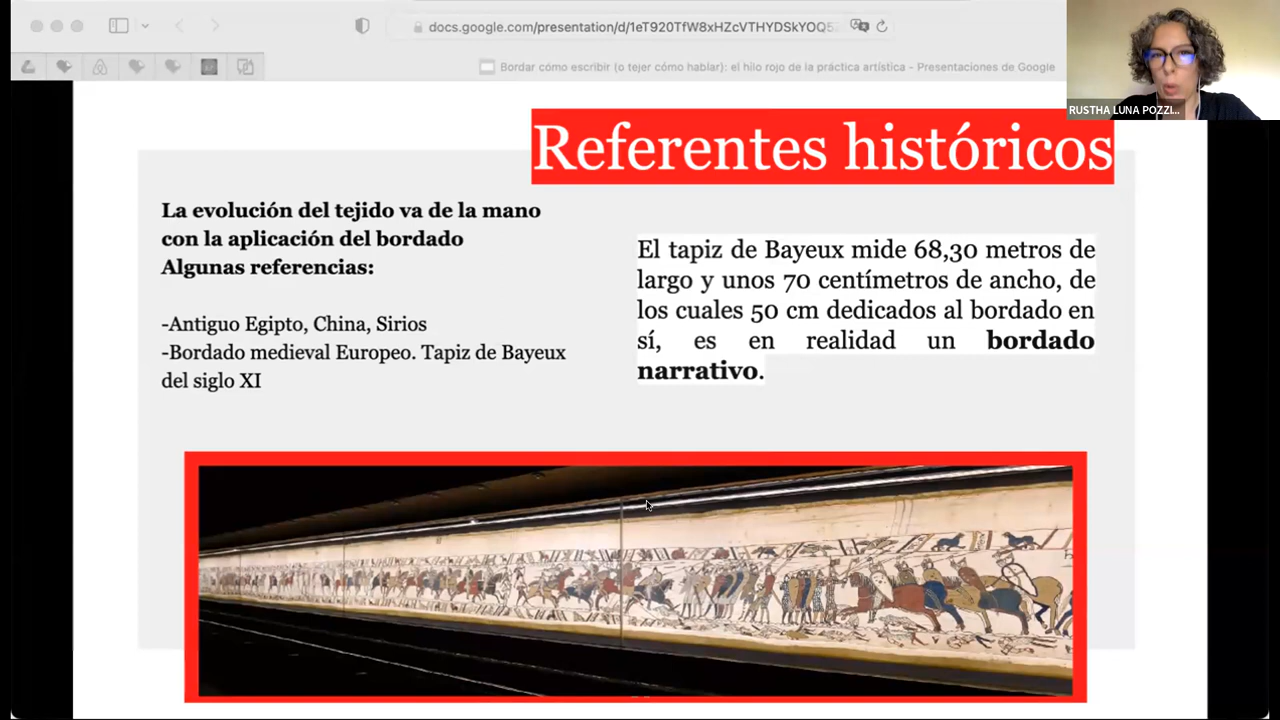 docs.google.com/presentation/d/1eT920TfW8xHZcVTHYDSkYOQ5
Bordar cómo escribir (o tejer cómo hablar): el hilo rojo de la práctica artística - Presentaciones de Google
RUSTHA LUNA POZZI...
Referentes históricos
La evolución del tejido va de la mano
con la aplicación del bordado
Algunas referencias:
-Antiguo Egipto, China, Sirios
-Bordado medieval Europeo. Tapiz de Bayeux
del siglo XI
El tapiz de Bayeux mide 68,30 metros de
largo y unos 70 centímetros de ancho, de
los cuales 50 cm dedicados al bordado en
sí, es en realidad un bordado
narrativo.